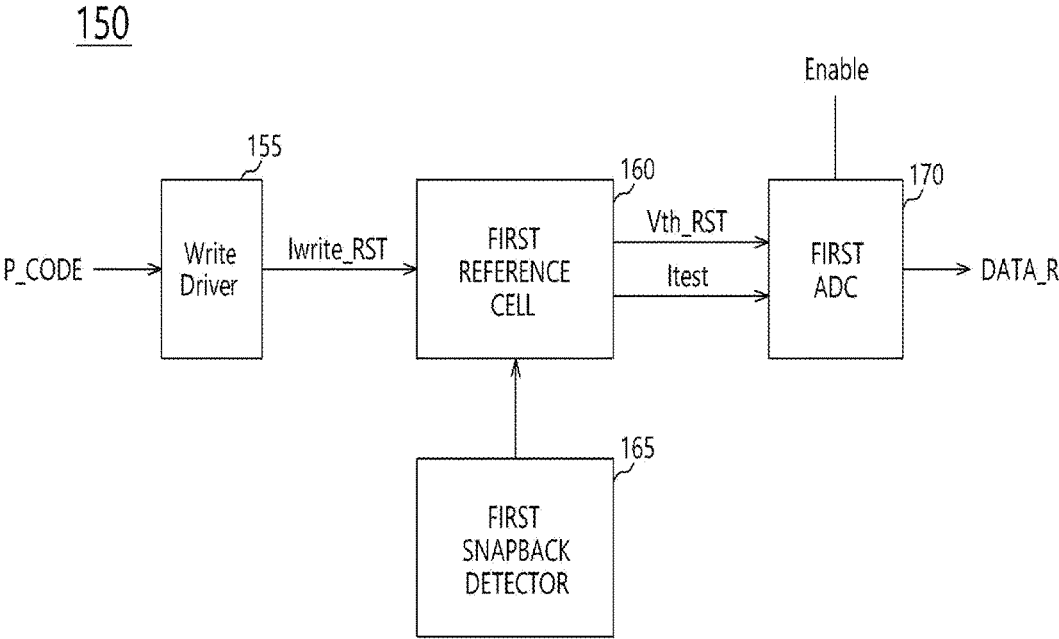 150
Enable
155
160
170
P_CODE
Write
Driver
Iwrite_RST
FIRST
REFERENCE
CELL
Vth_RST
Itest
FIRST
ADC
DATA_R
165
FIRST
SNAPBACK
DETECTOR